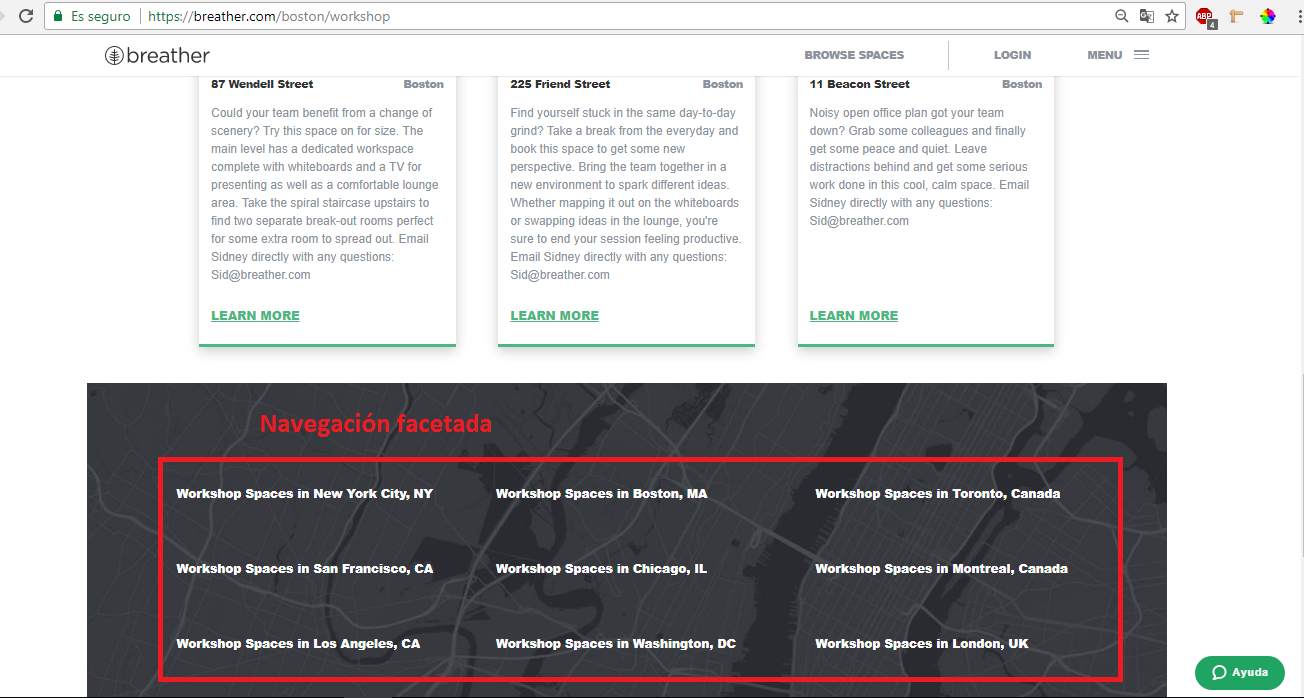 Es seguro https://breather.com/boston/workshop ABP 4
breather BROWSE SPACES LOGIN MENU
87 Wendell Street Boston
Could your team benefit from a change of
scenery? Try this space on for size. The
main level has a dedicated workspace
complete with whiteboards and a TV for
presenting as well as a comfortable lounge
area. Take the spiral staircase upstairs to
find two separate break-out rooms perfect
for some extra room to spread out. Email
Sidney directly with any questions:
Sid@breather.com
LEARN MORE
225 Friend Street Boston
Find yourself stuck in the same day-to-day
grind? Take a break from the everyday and
book this space to get some new
perspective. Bring the team together in a
new environment to spark different ideas.
Whether mapping it out on the whiteboards
or swapping ideas in the lounge, you're
sure to end your session feeling productive.
Email Sidney directly with any questions:
Sid@breather.com
LEARN MORE
11 Beacon Street Boston
Noisy open office plan got your team
down? Grab some colleagues and finally
get some peace and quiet. Leave
distractions behind and get some serious
work done in this cool, calm space. Email
Sidney directly with any questions:
Sid@breather.com
LEARN MORE
Navegación facetada
Workshop Spaces in New York City, NY Workshop Spaces in Boston, MA Workshop Spaces in Toronto, Canada
Workshop Spaces in San Francisco, CA Workshop Spaces in Chicago, IL Workshop Spaces in Montreal, Canada
Workshop Spaces in Los Angeles, CA Workshop Spaces in Washington, DC Workshop Spaces in London, UK
Ayuda